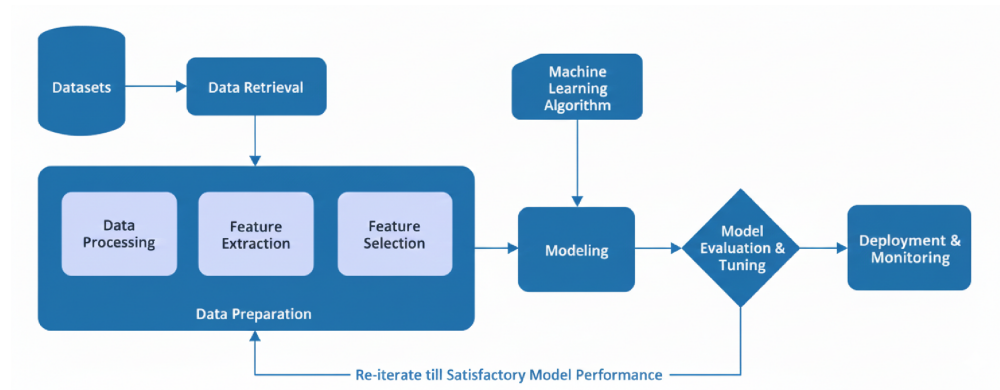 Datasets
Data Retrieval
Machine
Learning
Algorithm
Data
Processing
Feature
Extraction
Feature
Selection
Data Preparation
Modeling
Model
Evaluation &
Tuning
Deployment &
Monitoring
Re-iterate till Satisfactory Model Performance